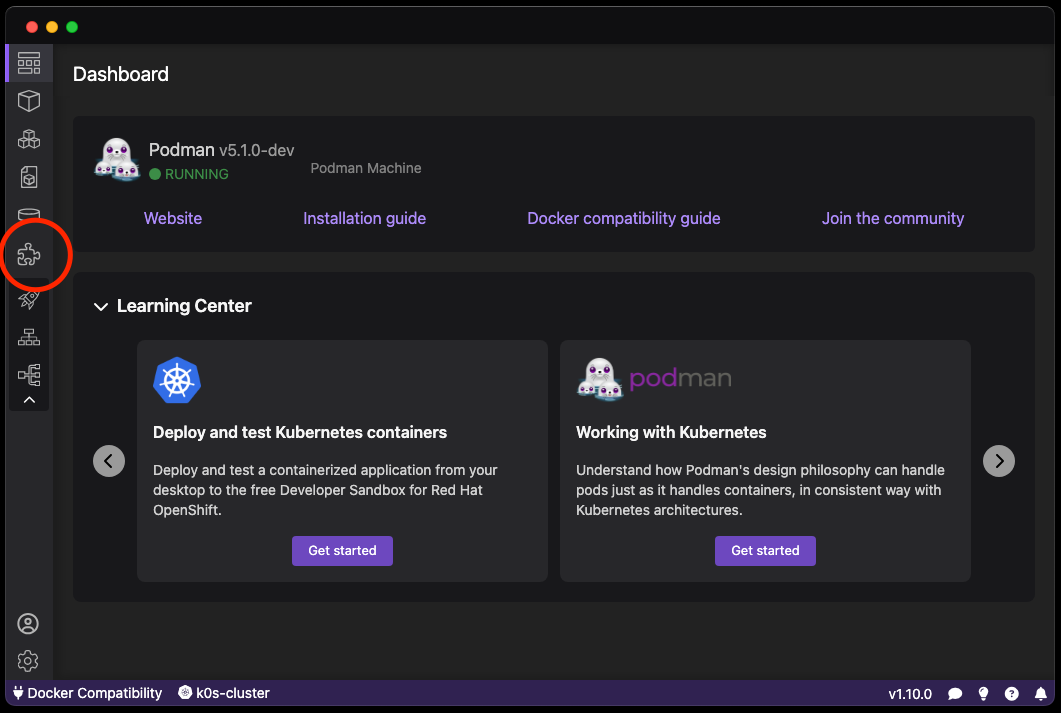 Dashboard
Podman v5.1.0-dev
RUNNING
Podman Machine
Website
Installation guide
Docker compatibility guide
Join the community
Learning Center
Deploy and test Kubernetes containers
Deploy and test a containerized application from your
desktop to the free Developer Sandbox for Red Hat
OpenShift.
Get started
podman
Working with Kubernetes
Understand how Podman's design philosophy can handle
pods just as it handles containers, in consistent way with
Kubernetes architectures.
Get started
Docker Compatibility
k0s-cluster
v1.10.0